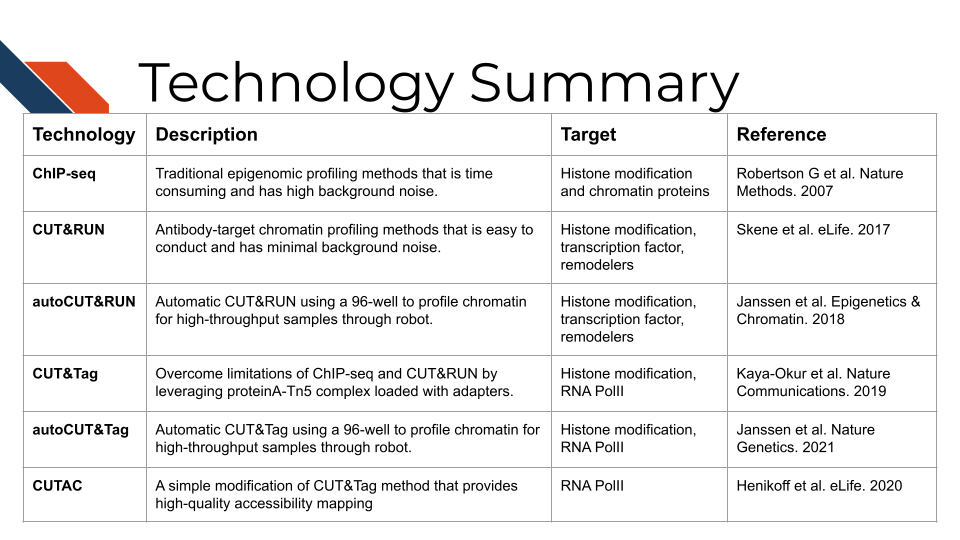 Technology Summary
Technology Description Target Reference
ChIP-seq
Traditional epigenomic profiling methods that is time
consuming and has high background noise.
Histone modification
and chromatin proteins
Robertson G et al. Nature
Methods. 2007
CUT&RUN
Antibody-target chromatin profiling methods that is easy to
conduct and has minimal background noise.
Histone modification,
transcription factor,
remodelers
Skene et al. eLife. 2017
autoCUT&RUN
Automatic CUT&RUN using a 96-well to profile chromatin
for high-throughput samples through robot.
Histone modification,
transcription factor,
remodelers
Janssen et al. Epigenetics &
Chromatin. 2018
CUT&Tag
Overcome limitations of ChIP-seq and CUT&RUN by
leveraging proteinA-Tn5 complex loaded with adapters.
Histone modification,
RNA PolII
Kaya-Okur et al. Nature
Communications. 2019
autoCUT&Tag
Automatic CUT&Tag using a 96-well to profile chromatin for
high-throughput samples through robot.
Histone modification,
RNA PolII
Janssen et al. Nature
Genetics. 2021
CUTAC
A simple modification of CUT&Tag method that provides
high-quality accessibility mapping
RNA PolII
Henikoff et al. eLife. 2020